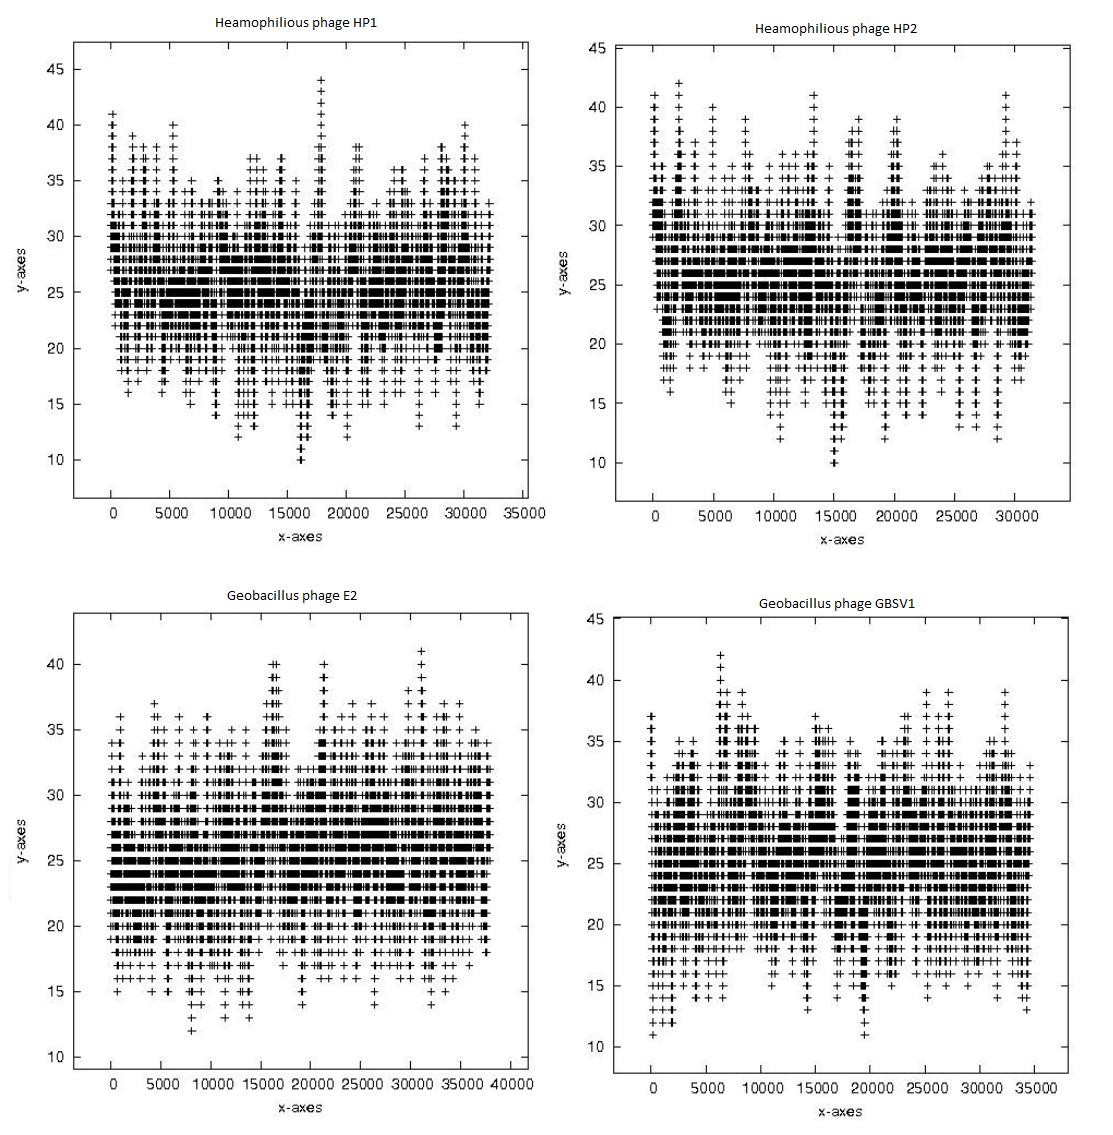 Heamophilious phage HP1
45
40
35
30
25
20
15
10
y-axes
0 5000 10000 15000 20000 25000 30000 35000
x-axes
Heamophilious phage HP2
45
40
35
30
25
20
15
10
y-axes
0 5000 10000 15000 20000 25000 30000
x-axes
Geobacillus phage E2
40
35
30
25
20
15
10
y-axes
0 5000 10000 15000 20000 25000 30000 35000 40000
x-axes
Geobacillus phage GBSV1
45
40
35
30
25
20
15
10
y-axes
0 5000 10000 15000 20000 25000 30000 35000
x-axes